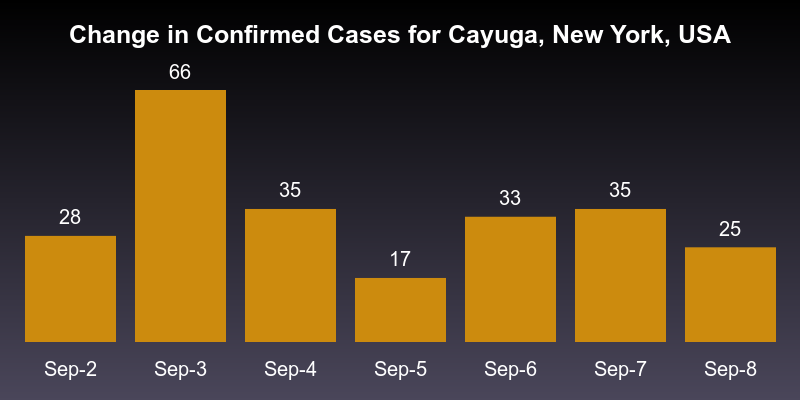 Change in Confirmed Cases for Cayuga, New York, USA
28 66 35 17 33 35 25
Sep-2 Sep-3 Sep-4 Sep-5 Sep-6 Sep-7 Sep-8